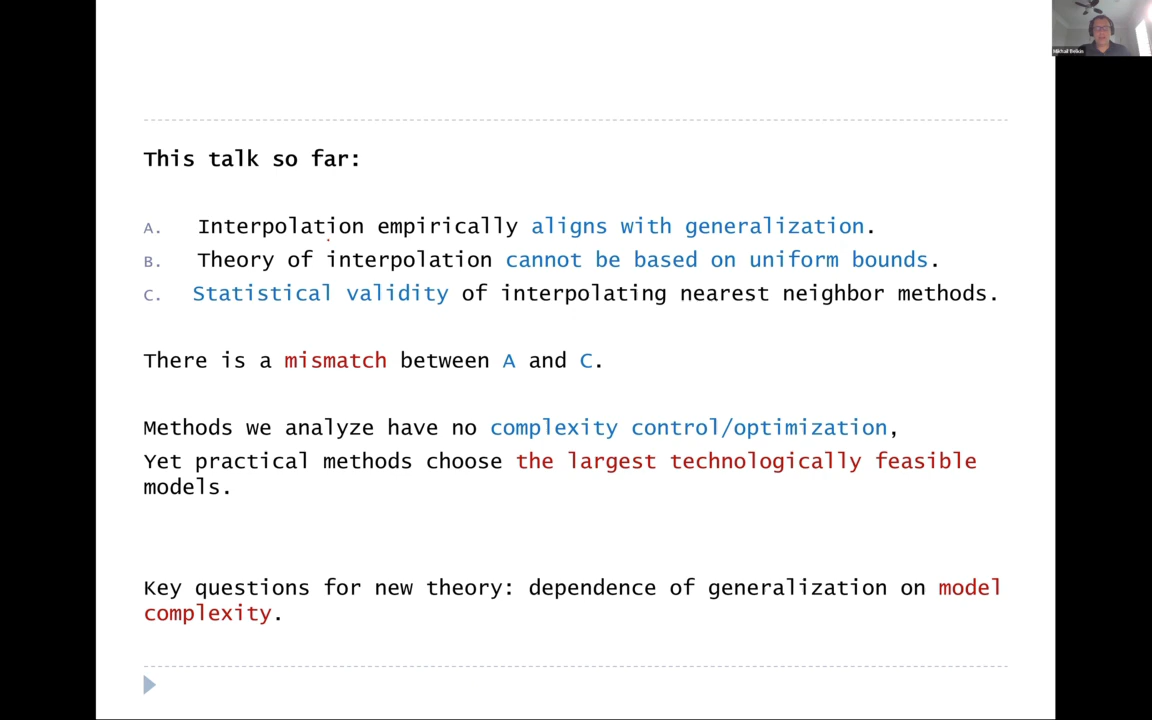 Mikhail Belkin
This talk so far:
A. Interpolation empirically aligns with generalization.
B. Theory of interpolation cannot be based on uniform bounds.
C. Statistical validity of interpolating nearest neighbor methods.
There is a mismatch between A and C.
Methods we analyze have no complexity control/optimization,
Yet practical methods choose the largest technologically feasible
models.
Key questions for new theory: dependence of generalization on model
complexity.